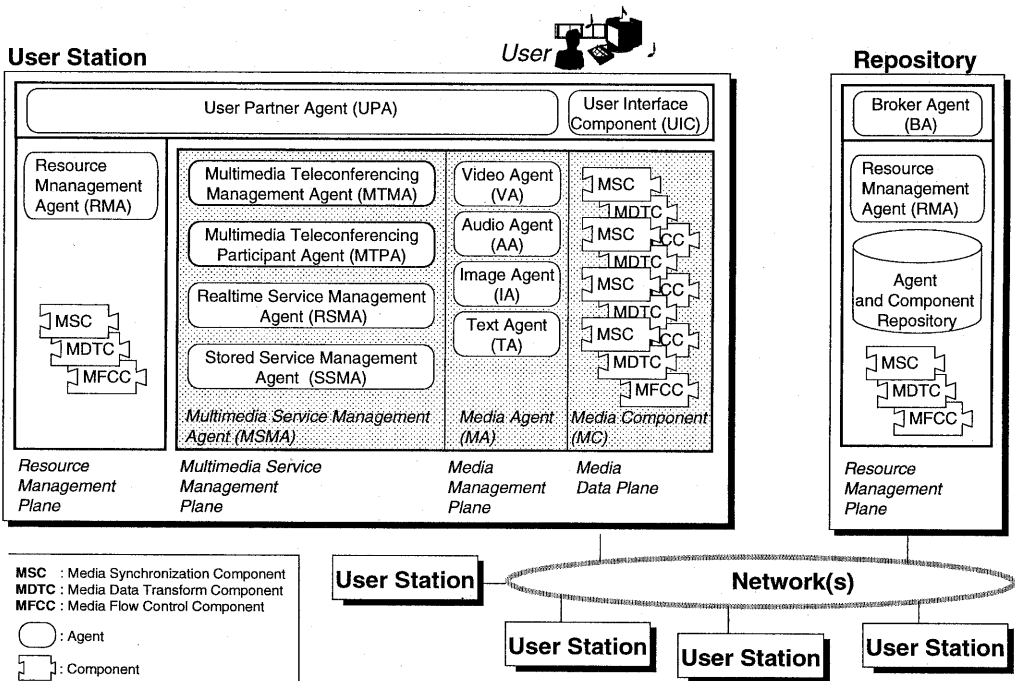 User
User Station
Repository
User Partner Agent (UPA)
User Interface
Component (UIC)
Broker Agent
(BA)
Resource
Mnanagement
Agent (RMA)
Multimedia Teleconferencing
Management Agent (MTMA)
Multimedia Teleconferencing
Participant Agent (MTPA)
Realtime Service Management
Agent (RSMA)
Stored Service Management
Agent (SSMA)
Video Agent
(VA)
Audio Agent
(AA)
Image Agent
(IA)
Text Agent
(TA)
MSC
MDTC
MSC
CC
MDTC
MSC
CC
MDTC
MSC
CC
MDTC
MFCC
Resource
Mnanagement
Agent (RMA)
Agent
and Component
Repository
MSC
MDTC
MFCC
MSC
MDTC
MFCC
Multimedia Service Management
Agent (MSMA)
Media Agent
(MA)
Media Component
(MC)
Resource
Management
Plane
Multimedia Service
Management
Plane
Media
Management
Plane
Media
Data Plane
Resource
Management
Plane
MSC : Media Synchronization Component
MDTC : Media Data Transform Component
MFCC : Media Flow Control Component
: Agent
: Component
User Station
Network(s)
User Station
User Station
User Station